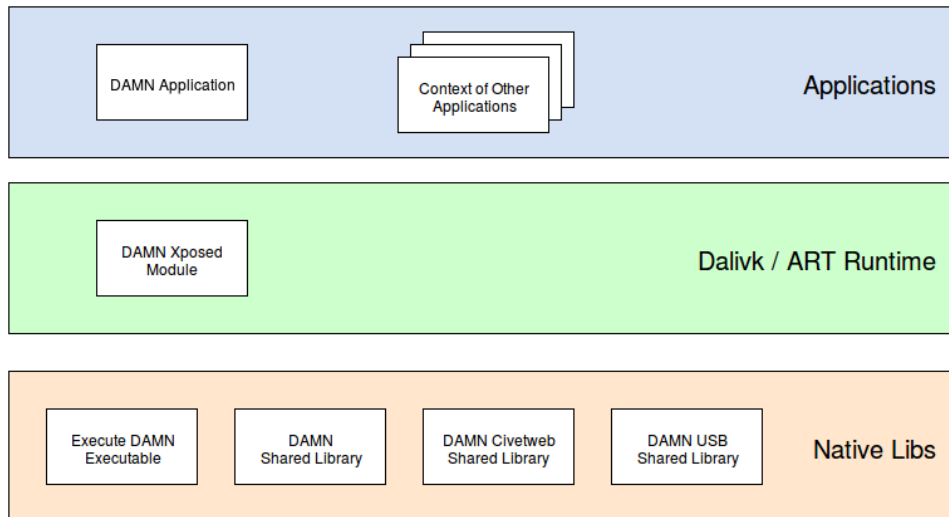 DAMN Application
Context of Other
Applications
Applications
DAMN Xposed
Module
Dalivk / ART Runtime
Execute DAMN
Executable
DAMN
Shared Library
DAMN Civetweb
Shared Library
DAMN USB
Shared Library
Native Libs